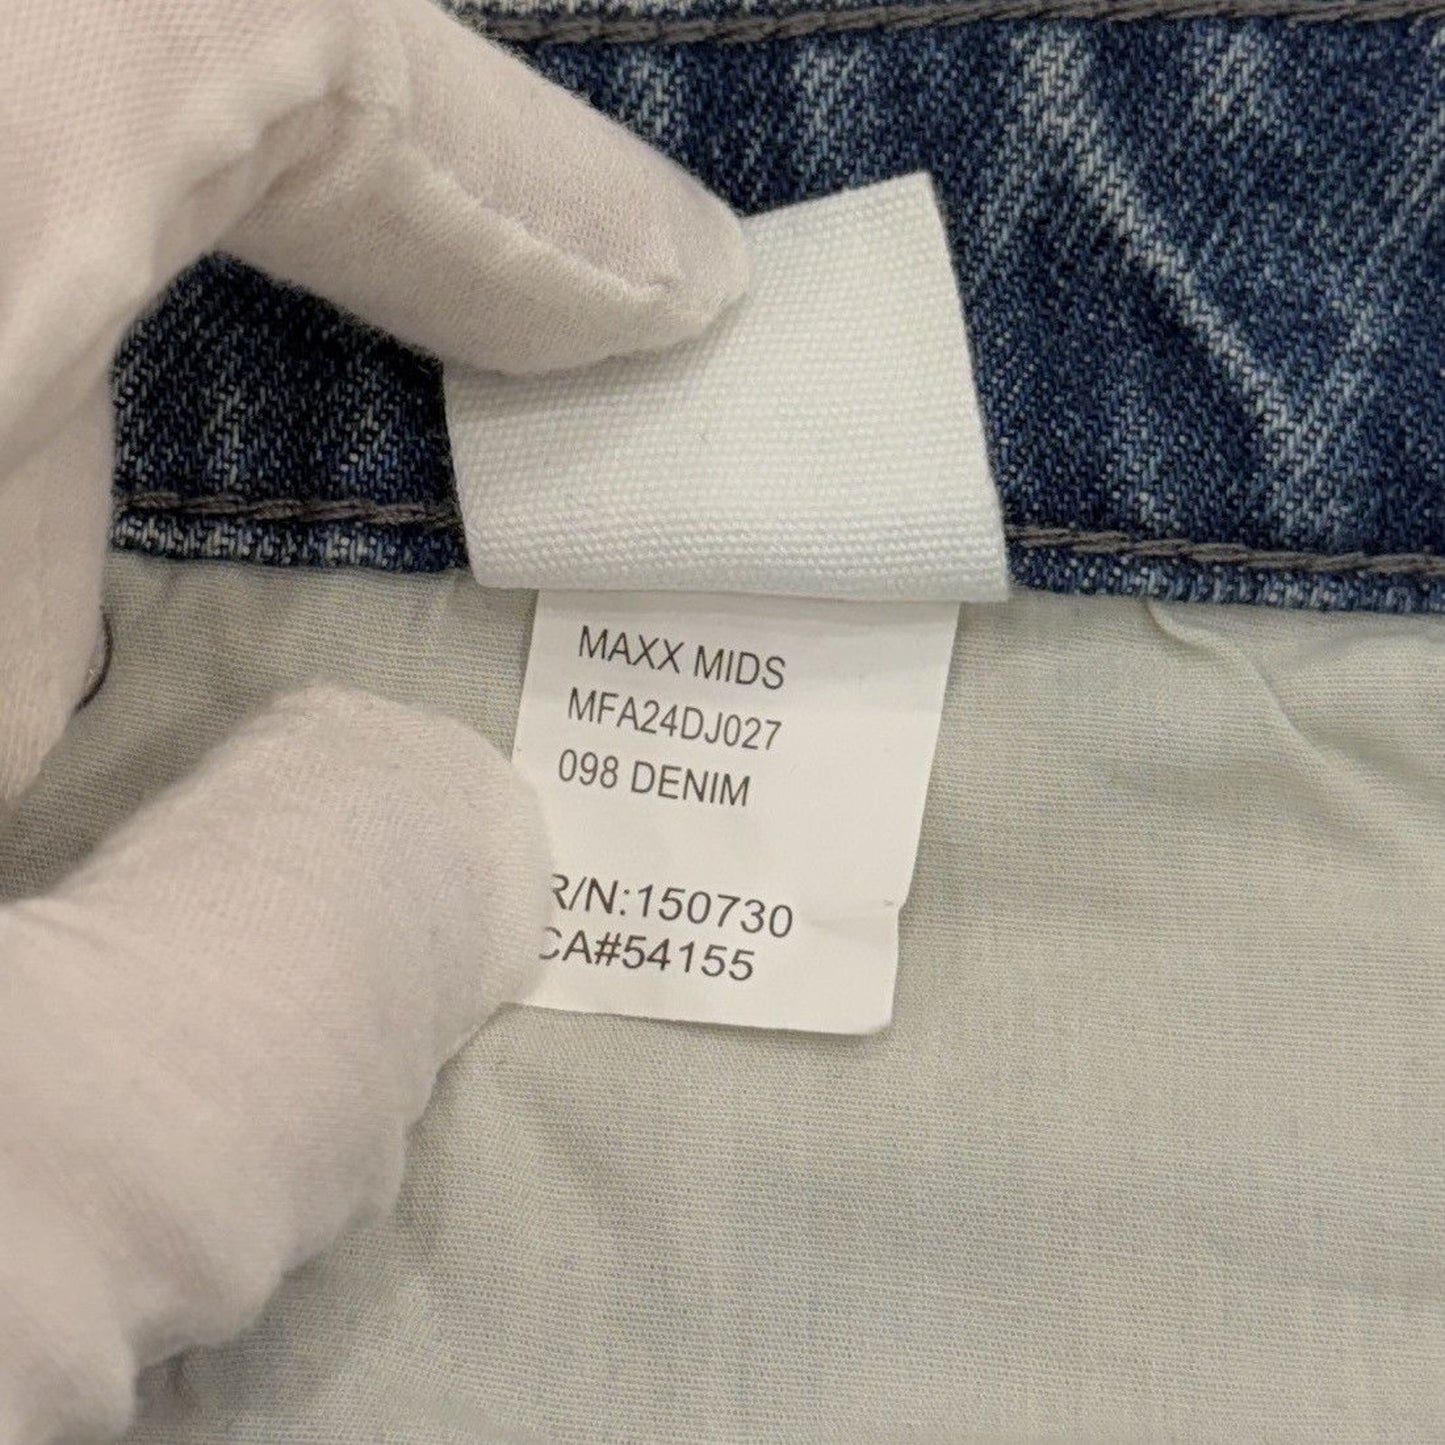 MAXX MIDS
MFA24DJ027
098 DENIM
R/N:150730
CA#54155